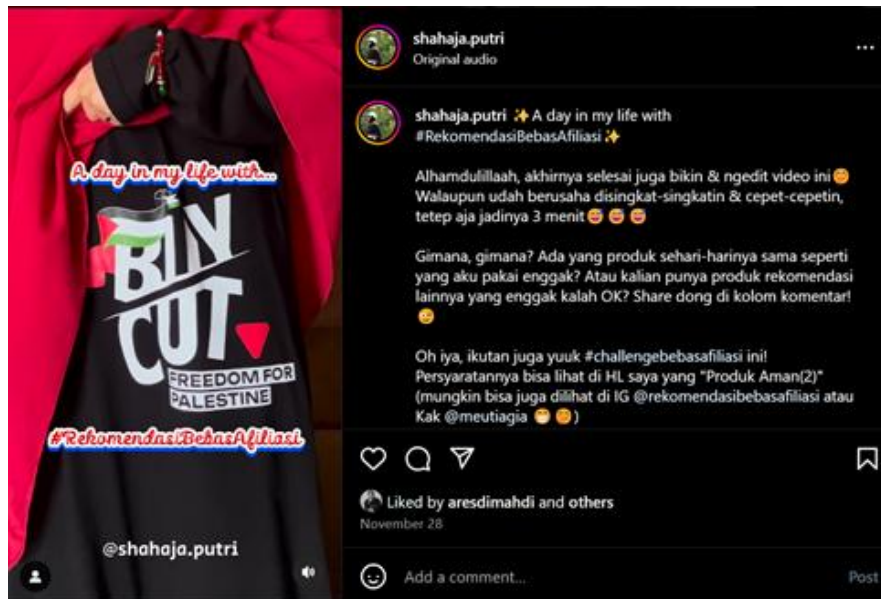 A day in my life with...
BUY
CUT
FREEDOM FOR
PALESTINE
#RekomendasiBebasAfiliasi
@shahaja.putri
shahaja.putri
Original audio
shahaja.putri ✨ A day in my life with
#RekomendasiBebasAfiliasi ✨
Alhamdulillaah, akhirnya selesai juga bikin & ngedit video ini😊
Walaupun udah berusaha disingkat-singkatin & cepet-cepetin,
tetep aja jadinya 3 menit😅😅😅
Gimana, gimana? Ada yang produk sehari-harinya sama seperti
yang aku pakai enggak? Atau kalian punya produk rekomendasi
lainnya yang enggak kalah OK? Share dong di kolom komentar!
😉
Oh iya, ikutan juga yuuk #challengebebasafiliasi ini!
Persyaratannya bisa lihat di HL saya yang "Produk Aman(2)"
(mungkin bisa juga dilihat di IG @rekomendasibebasafiliasi atau
Kak @meutiagia 😁😊)
Liked by aresdimahdi and others
November 28
Add a comment...
Post